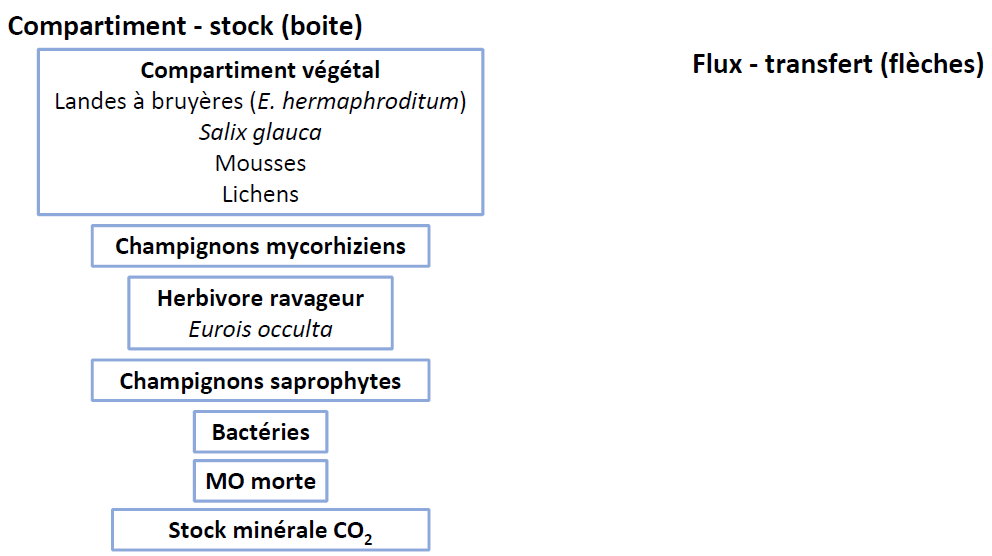 Compartiment - stock (boite)
Flux - transfert (flèches)
Compartiment végétal
Landes à bruyères (E. hermaphroditum)
Salix glauca
Mousses
Lichens
Champignons mycorhiziens
Herbivore ravageur
Eurois occulta
Champignons saprophytes
Bactéries
MO morte
Stock minérale CO₂